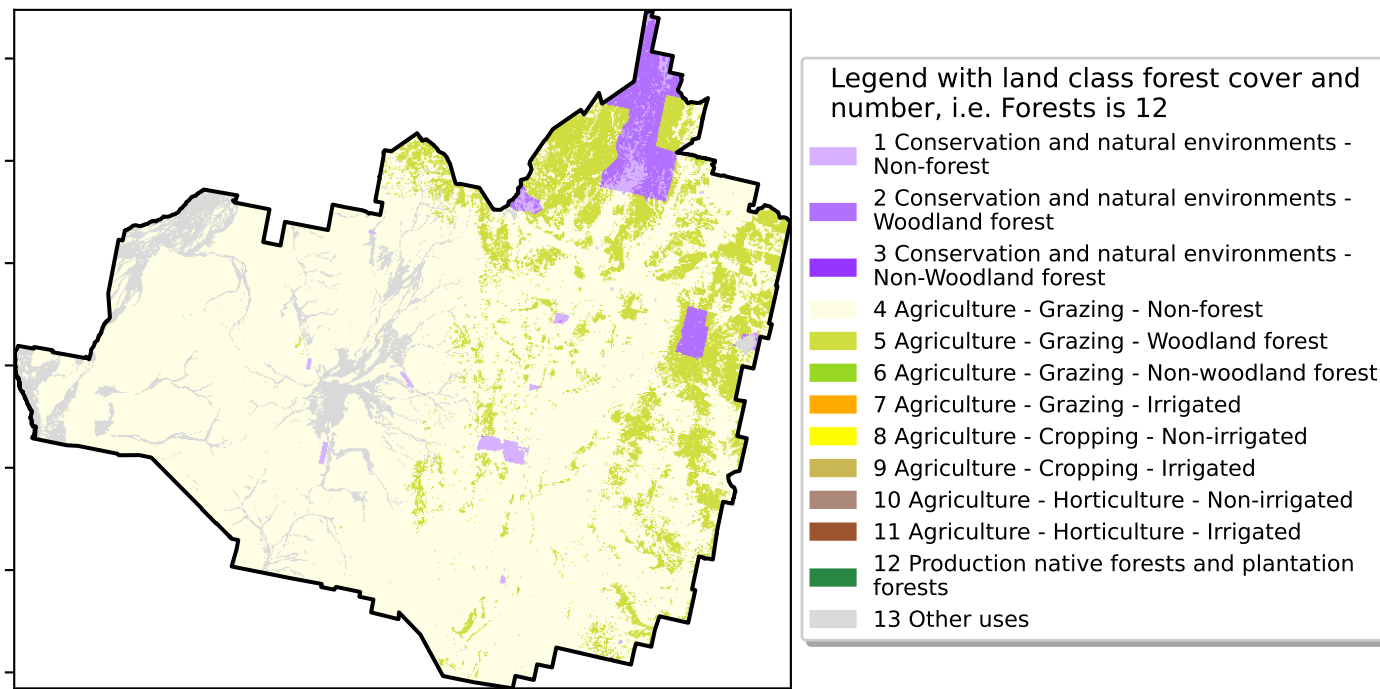 Legend with land class forest cover and
number, i.e. Forests is 12
1 Conservation and natural environments -
Non-forest
2 Conservation and natural environments -
Woodland forest
3 Conservation and natural environments -
Non-Woodland forest
4 Agriculture - Grazing - Non-forest
5 Agriculture - Grazing - Woodland forest
6 Agriculture - Grazing - Non-woodland forest
7 Agriculture - Grazing - Irrigated
8 Agriculture - Cropping - Non-irrigated
9 Agriculture - Cropping - Irrigated
10 Agriculture - Horticulture - Non-irrigated
11 Agriculture - Horticulture - Irrigated
12 Production native forests and plantation
forests
13 Other uses